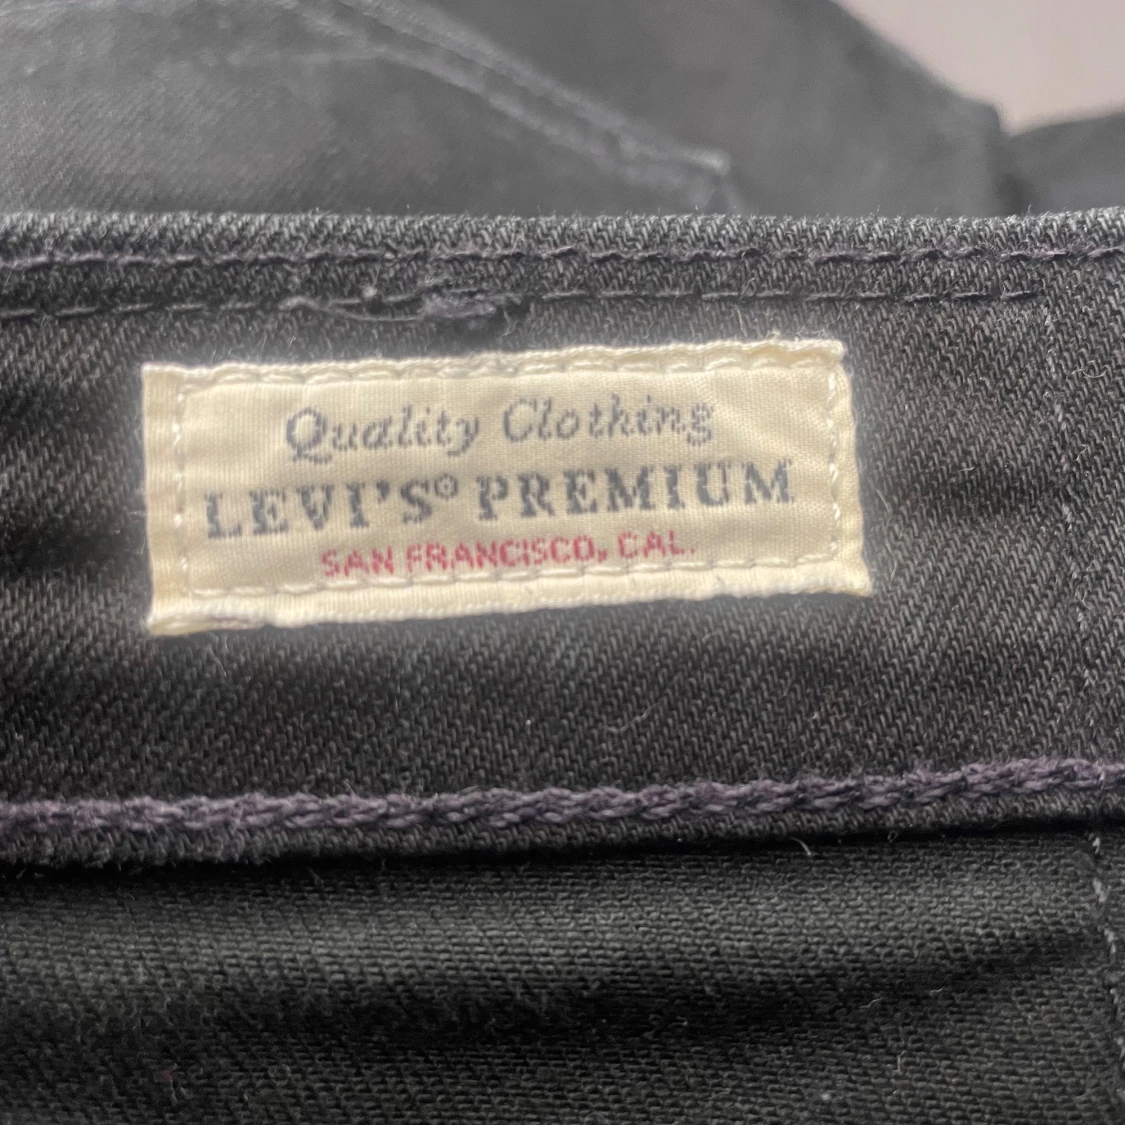 Quality Clothing
LEVI'S® PREMIUM
SAN FRANCISCO, CAL.